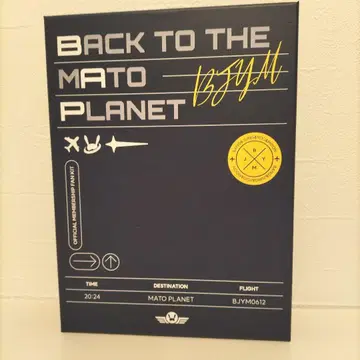 BACK TO THE
MATO
PLANET
BJYM
OFFICIAL MEMBERSHIP FAN KIT
B
J Y
M
TIME DESTINATION FLIGHT
20:24 MATO PLANET BJYM0612